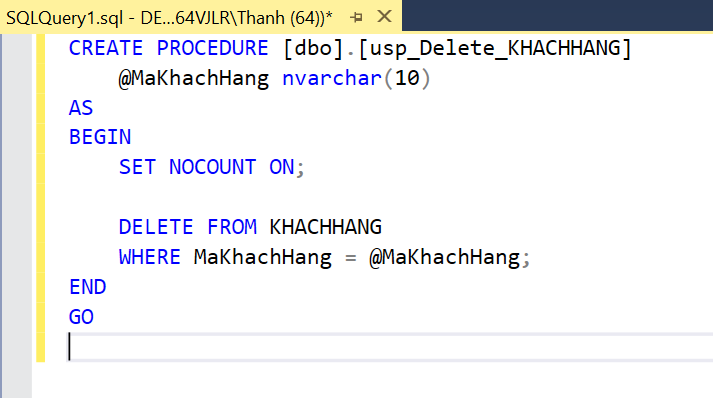 SQLQuery1.sql - DE...64VJLR\Thanh (64))*
CREATE PROCEDURE [dbo].[usp_Delete_KHACHHANG]
    @MaKhachHang nvarchar(10)
AS
BEGIN
    SET NOCOUNT ON;

    DELETE FROM KHACHHANG
    WHERE MaKhachHang = @MaKhachHang;
END
GO